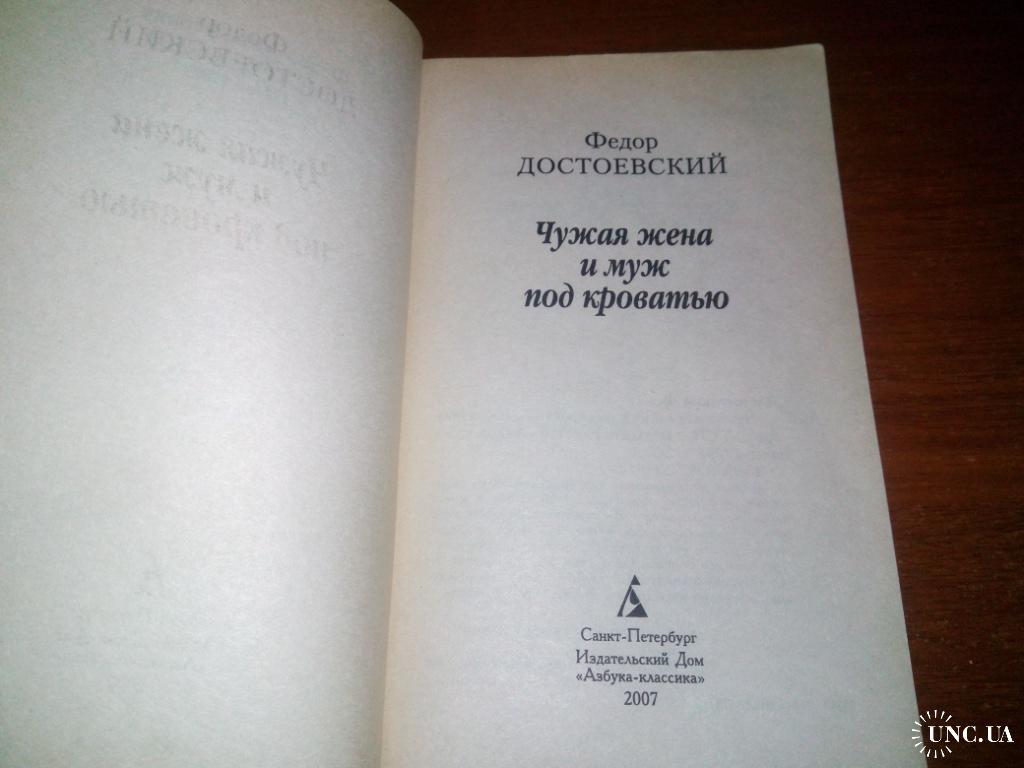 Федор
ДОСТОЕВСКИЙ
Чужая жена
и муж
под кроватью
Санкт-Петербург
Издательский Дом
«Азбука-классика»
2007
UNC.UA